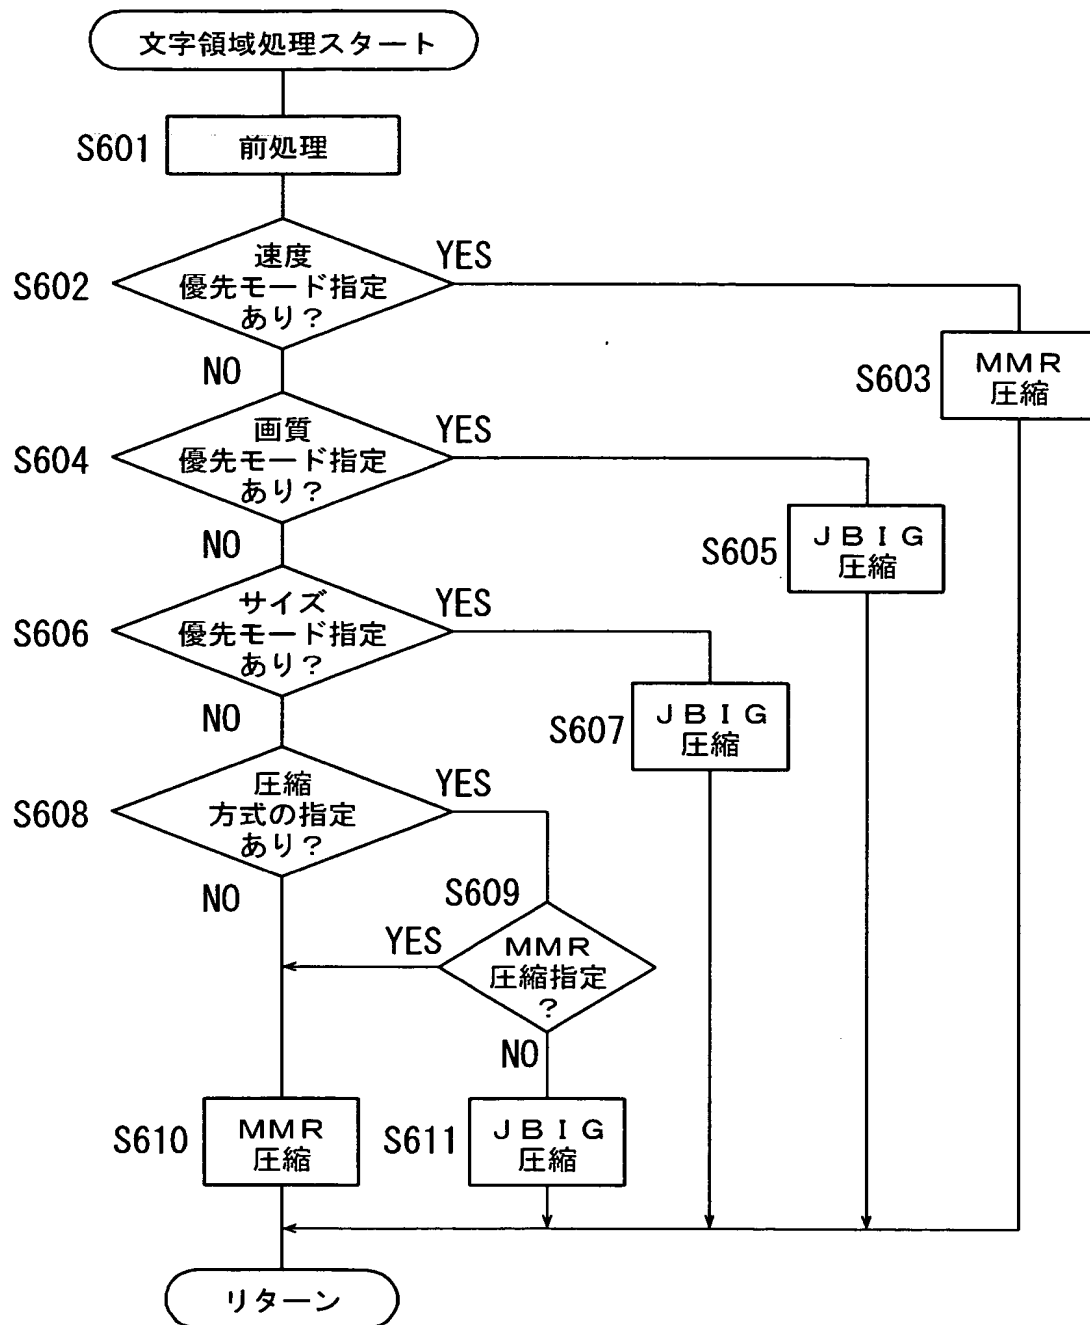 文字領域処理スタート
S601
前処理
S602
速度
優先モード指定
あり？
YES
NO
S603
ＭＭＲ
圧縮
S604
画質
優先モード指定
あり？
YES
NO
S605
ＪＢＩＧ
圧縮
S606
サイズ
優先モード指定
あり？
YES
NO
S607
ＪＢＩＧ
圧縮
S608
圧縮
方式の指定
あり？
YES
NO
S609
ＭＭＲ
圧縮指定
？
YES
NO
S610
ＭＭＲ
圧縮
S611
ＪＢＩＧ
圧縮
リターン